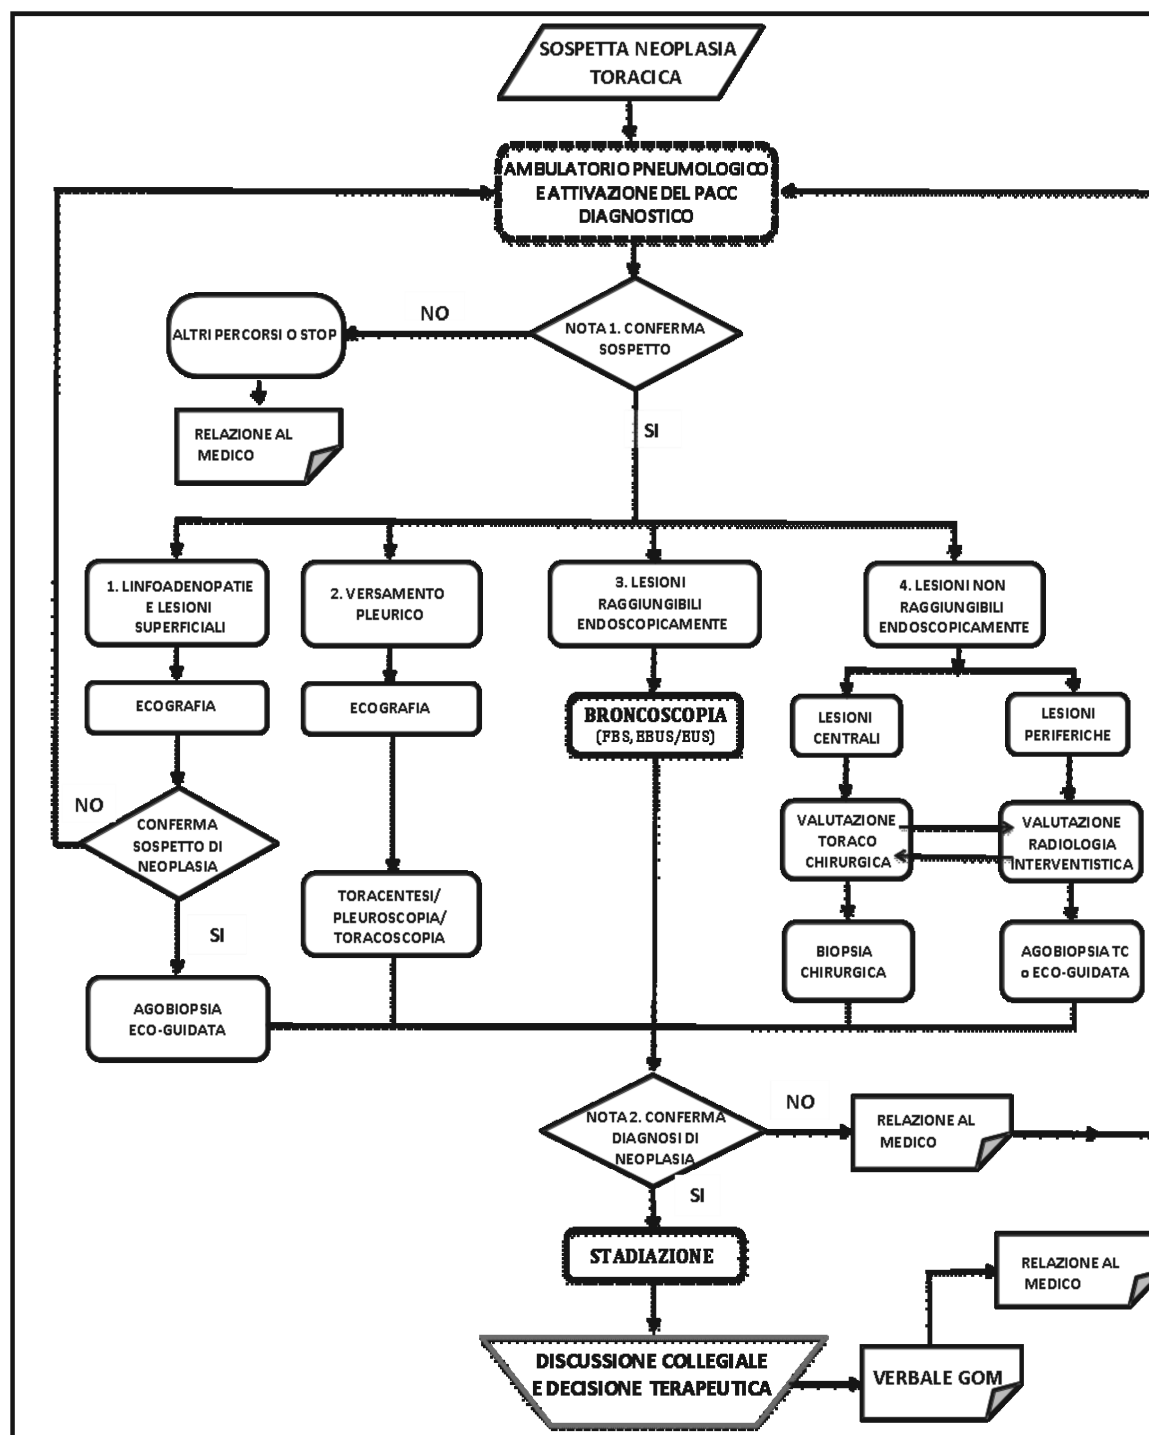 SOSPETTA NEOPLASIA
TORACICA
AMBULATORIO PNEUMOLOGICO
E ATTIVAZIONE DEL PACC
DIAGNOSTICO
NO
NOTA 1. CONFERMA
SOSPETTO
ALTRI PERCORSI O STOP
RELAZIONE AL
MEDICO
SI
1. LINFOADENOPATIE
E LESIONI
SUPERFICIALI
2. VERSAMENTO
PLEURICO
3. LESIONI
RAGGIUNGIBILI
ENDOSCOPICAMENTE
4. LESIONI NON
RAGGIUNGIBILI
ENDOSCOPICAMENTE
ECOGRAFIA
ECOGRAFIA
BRONCOSCOPIA
(FBS, EBUS/EUS)
LESIONI
CENTRALI
LESIONI
PERIFERICHE
NO
CONFERMA
SOSPETTO DI
NEOPLASIA
VALUTAZIONE
TORACO
CHIRURGICA
VALUTAZIONE
RADIOLOGIA
INTERVENTISTICA
TORACENTESI/
PLEUROSCOPIA/
TORACOSCOPIA
SI
BIOPSIA
CHIRURGICA
AGOBIOPSIA TC
o ECO-GUIDATA
AGOBIOPSIA
ECO-GUIDATA
NOTA 2. CONFERMA
DIAGNOSI DI
NEOPLASIA
NO
RELAZIONE AL
MEDICO
SI
STADIAZIONE
RELAZIONE AL
MEDICO
DISCUSSIONE COLLEGIALE
E DECISIONE TERAPEUTICA
VERBALE GOM